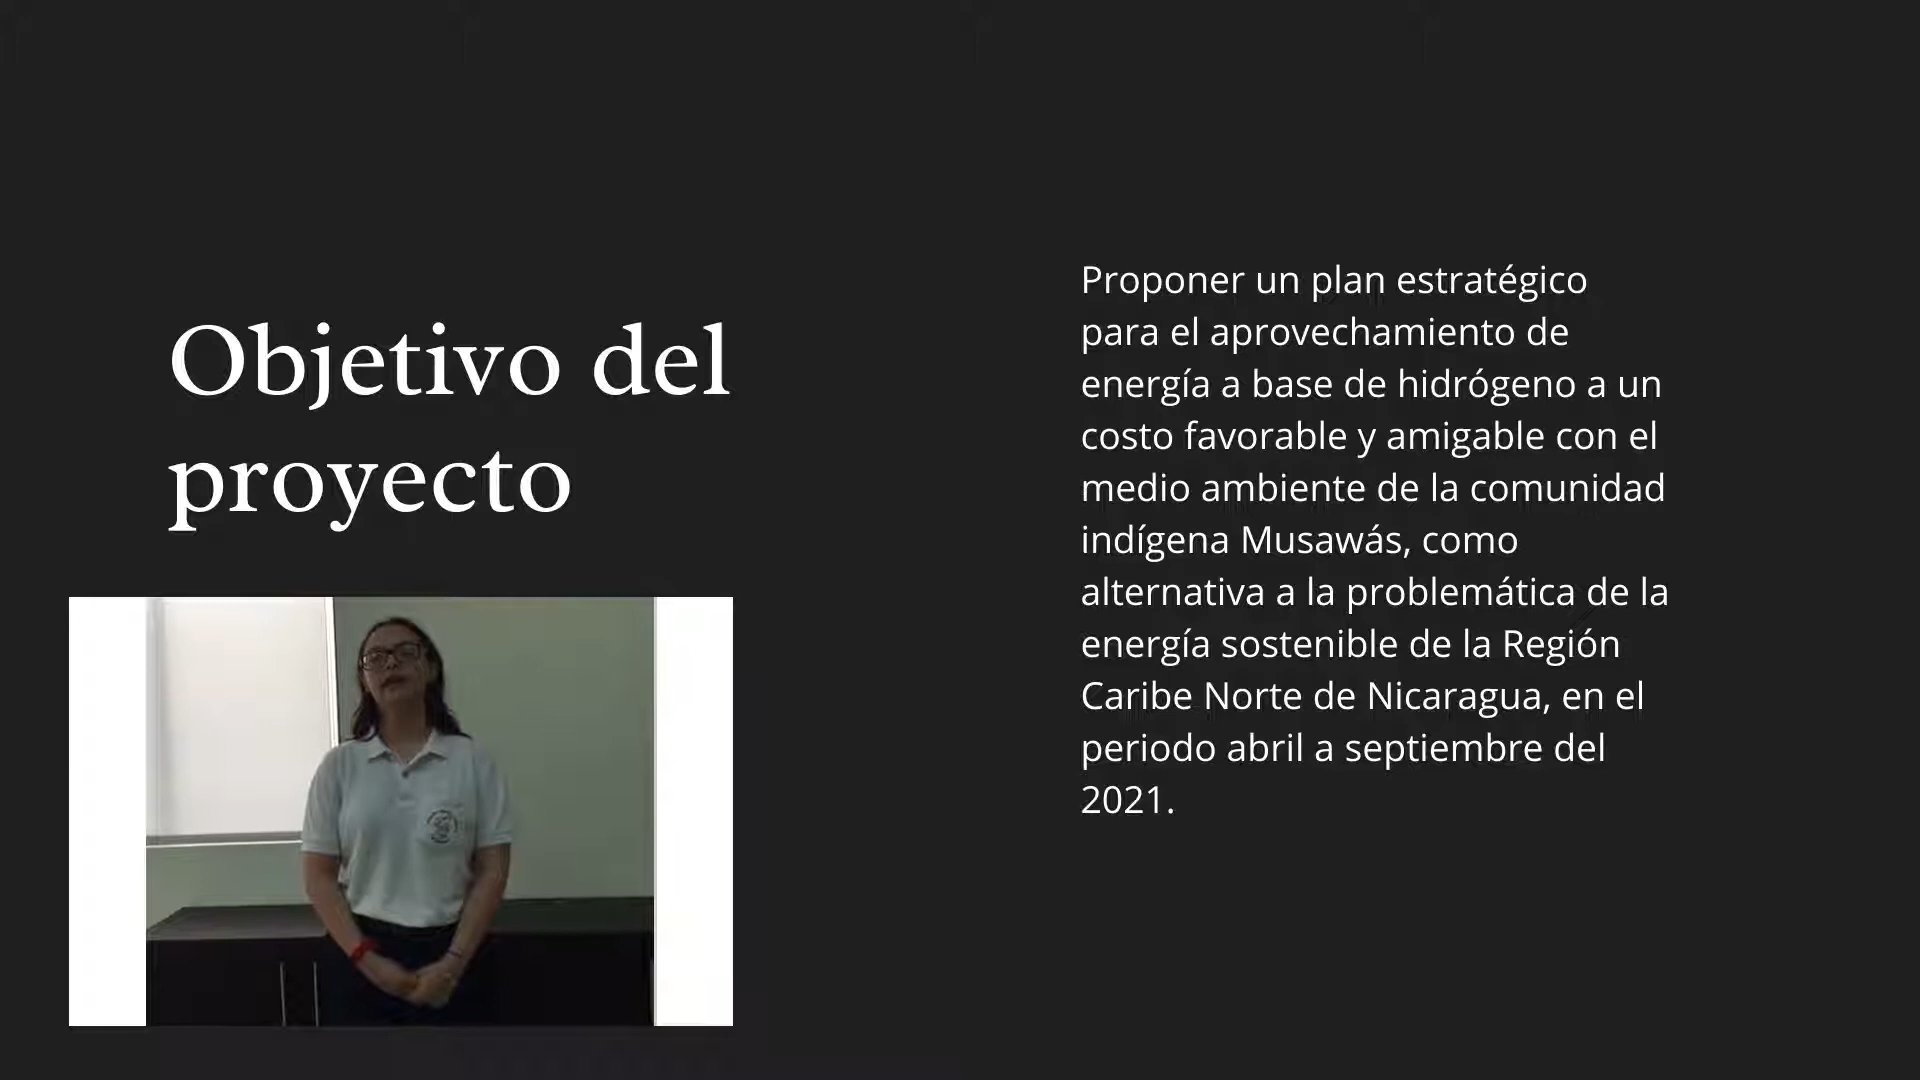 Objetivo del
proyecto
Proponer un plan estratégico
para el aprovechamiento de
energía a base de hidrógeno a un
costo favorable y amigable con el
medio ambiente de la comunidad
indígena Musawás, como
alternativa a la problemática de la
energía sostenible de la Región
Caribe Norte de Nicaragua, en el
periodo abril a septiembre del
2021.